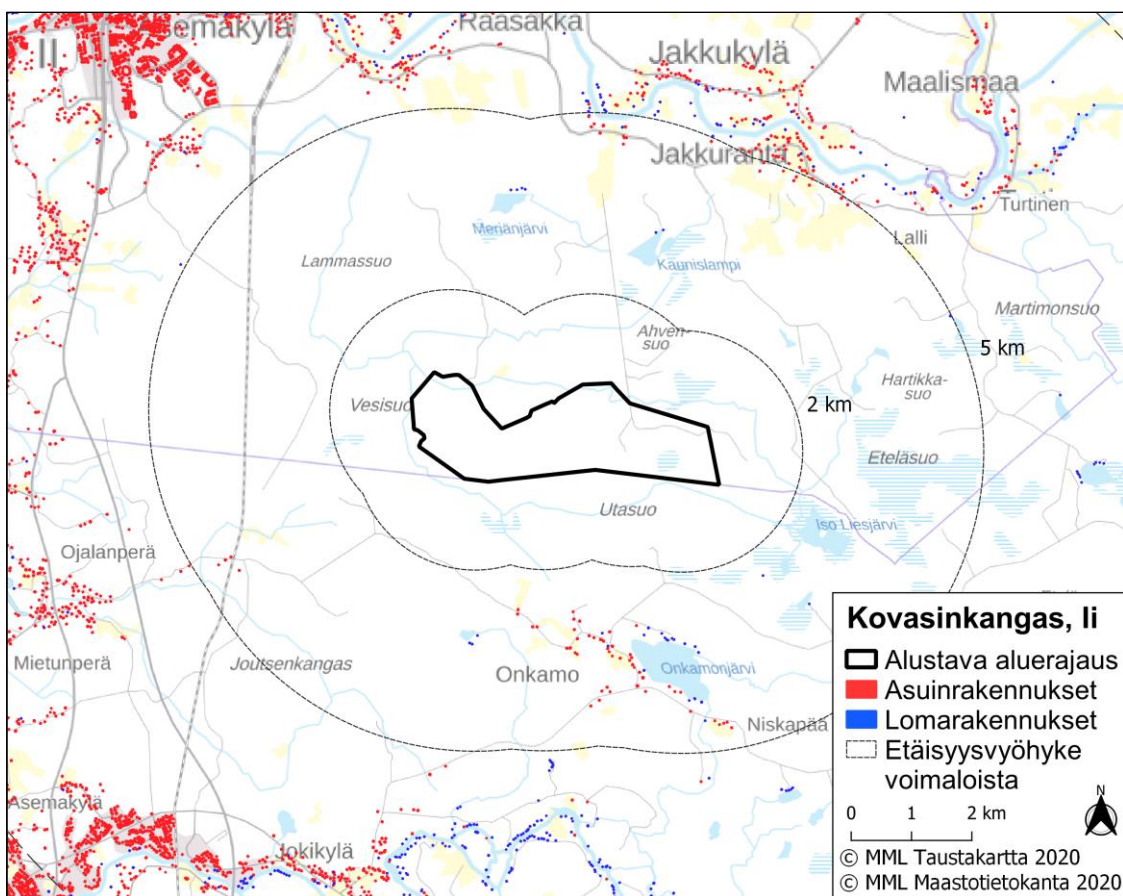 Asemakylä
Raasakka
II
Jakkukylä
Maalismaa
Jakkuranta
Turtinen
Meriänjärvi
Lalli
Lammassuo
Kaunislampi
Martimonsuo
Ahven-
suo
5 km
Hartikka-
suo
Vesisuo
2 km
Eteläsuo
Utasuo
Iso Liesjärvi
Ojalanperä
Kovasinkangas, Ii
Alustava aluerajaus
Asuinrakennukset
Lomarakennukset
Etäisyysvyöhyke
voimaloista
0 1 2 km
N
© MML Taustakartta 2020
© MML Maastotietokanta 2020
Mietunperä
Joutsenkangas
Onkamo
Onkamonjärvi
Niskapää
Asemakylä
Jokikylä